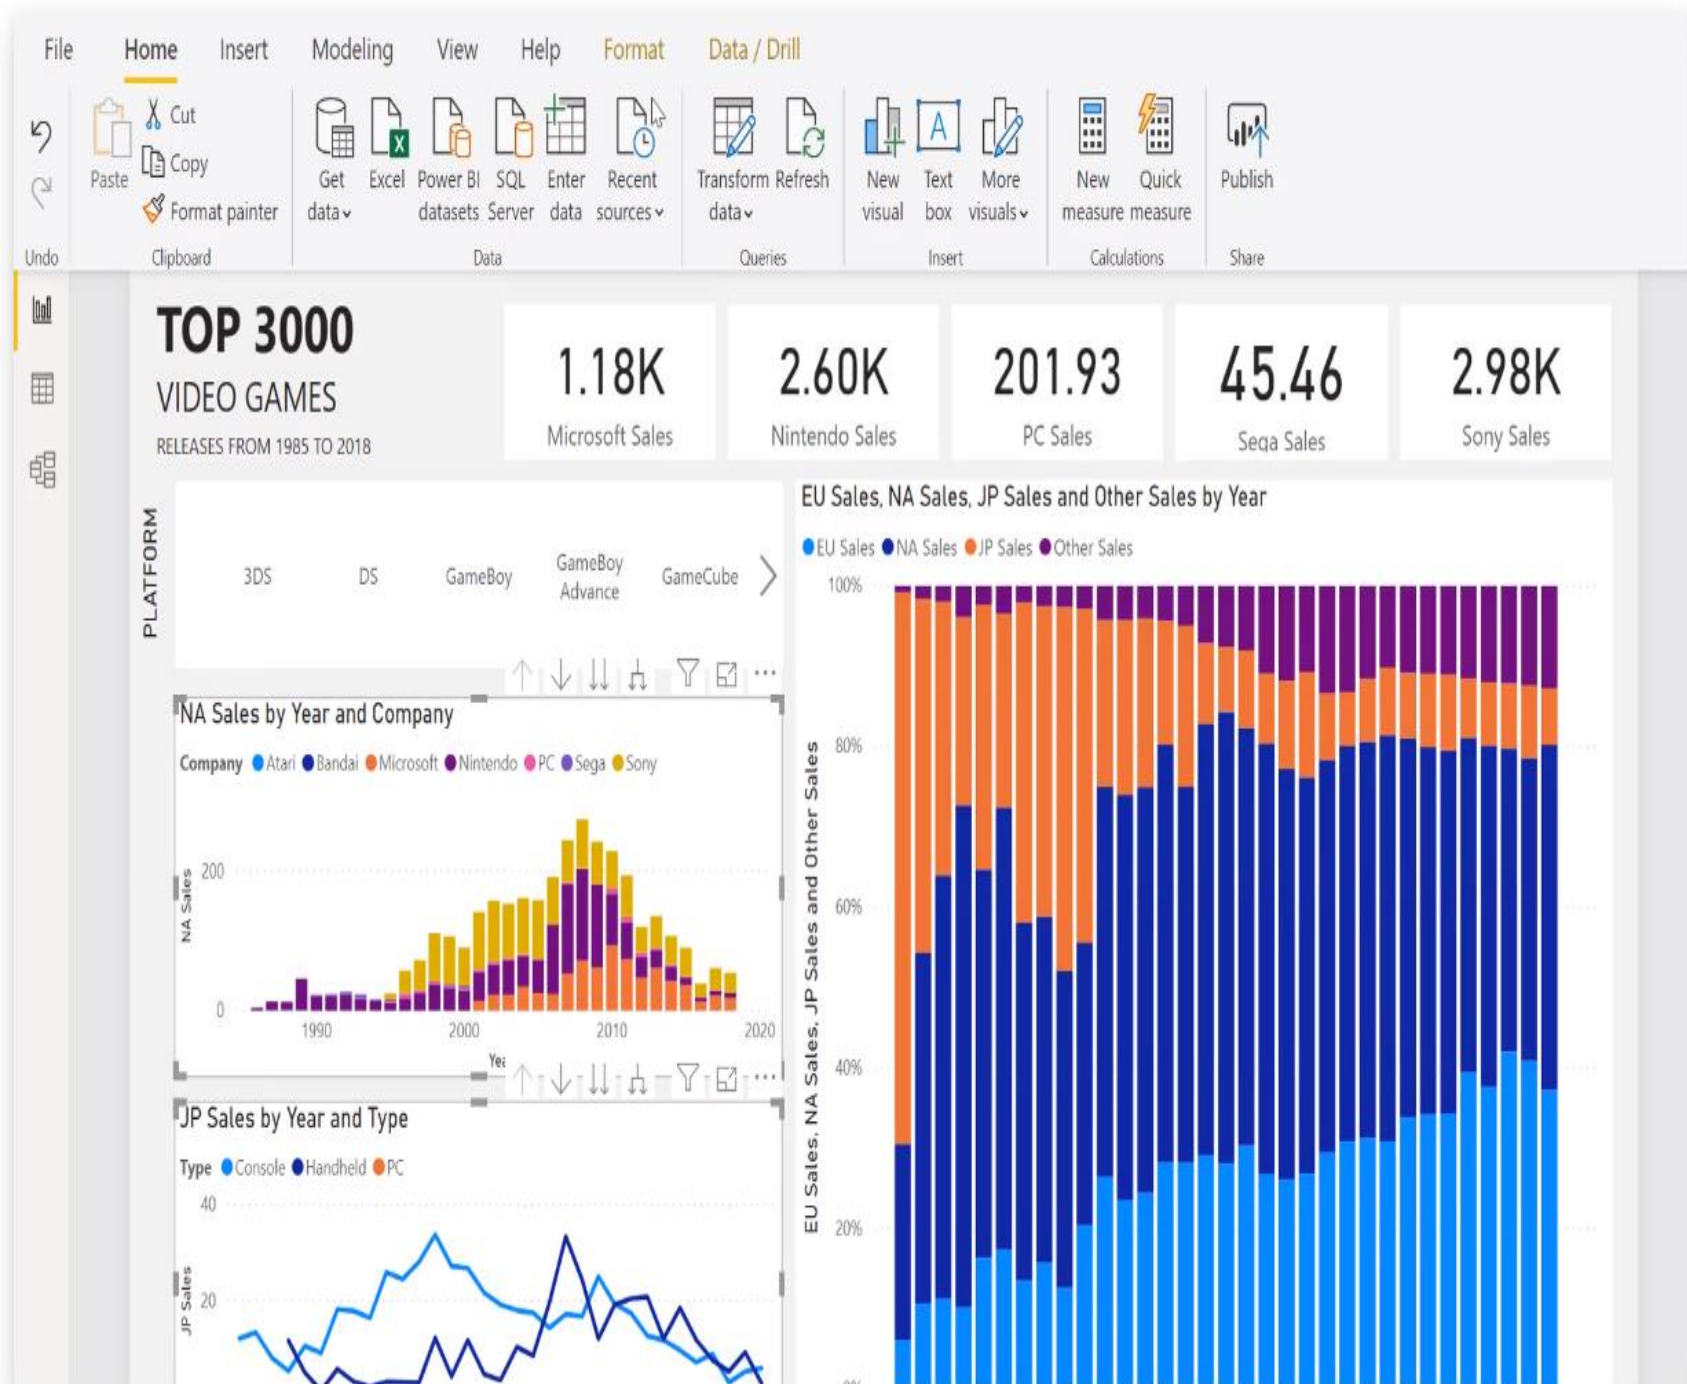 File Home Insert Modeling View Help Format Data / Drill
Cut
Copy
Format painter
Paste
Get data
Excel
Power BI datasets
SQL Server
Enter data
Recent sources
Transform data
Refresh
New visual
Text box
More visuals
New measure
Quick measure
Publish
Undo Clipboard Data Queries Insert Calculations Share
TOP 3000
VIDEO GAMES
RELEASES FROM 1985 TO 2018
1.18K
Microsoft Sales
2.60K
Nintendo Sales
201.93
PC Sales
45.46
Sega Sales
2.98K
Sony Sales
PLATFORM
3DS
DS
GameBoy
GameBoy Advance
GameCube
NA Sales by Year and Company
Company Atari Bandai Microsoft Nintendo PC Sega Sony
NA Sales
200
0
1990 2000 2010 2020
JP Sales by Year and Type
Type Console Handheld PC
JP Sales
40
20
EU Sales, NA Sales, JP Sales and Other Sales by Year
EU Sales NA Sales JP Sales Other Sales
EU Sales, NA Sales, JP Sales and Other Sales
100%
80%
60%
40%
20%